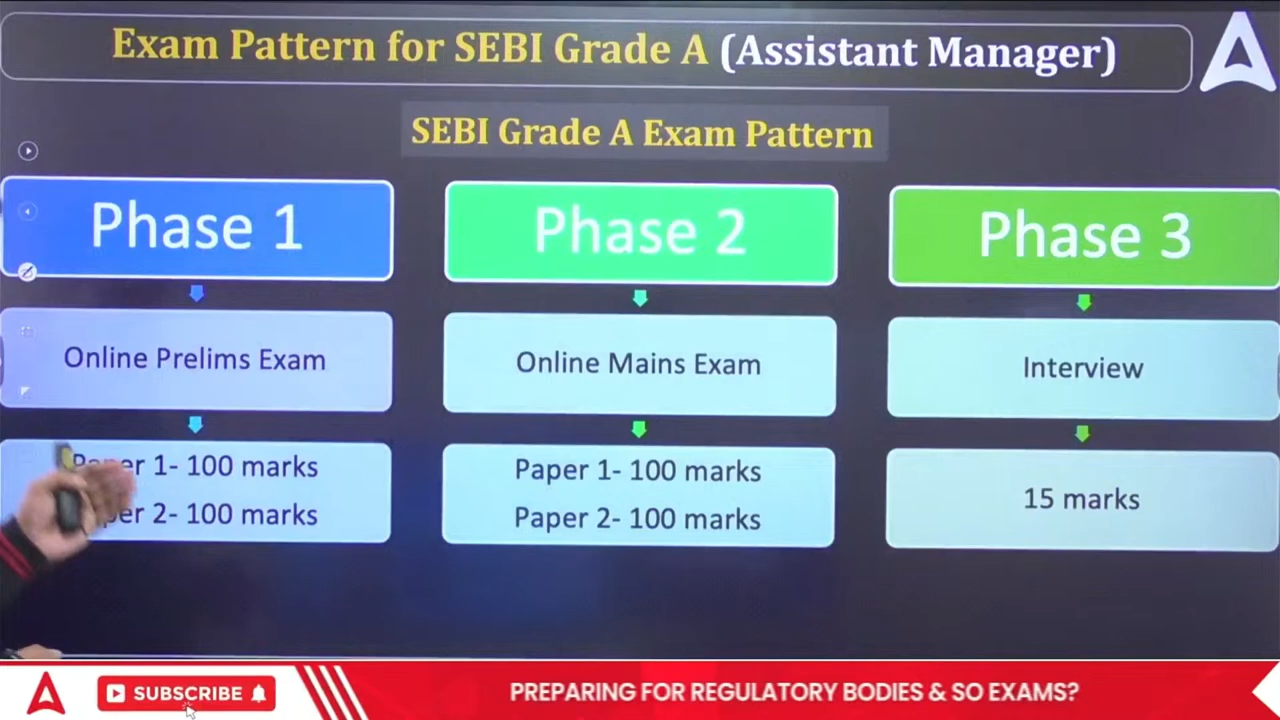 Exam Pattern for SEBI Grade A (Assistant Manager)
SEBI Grade A Exam Pattern
Phase 1
Phase 2
Phase 3
Online Prelims Exam
Online Mains Exam
Interview
Paper 1- 100 marks
Paper 2- 100 marks
Paper 1- 100 marks
Paper 2- 100 marks
15 marks
SUBSCRIBE
PREPARING FOR REGULATORY BODIES & SO EXAMS?